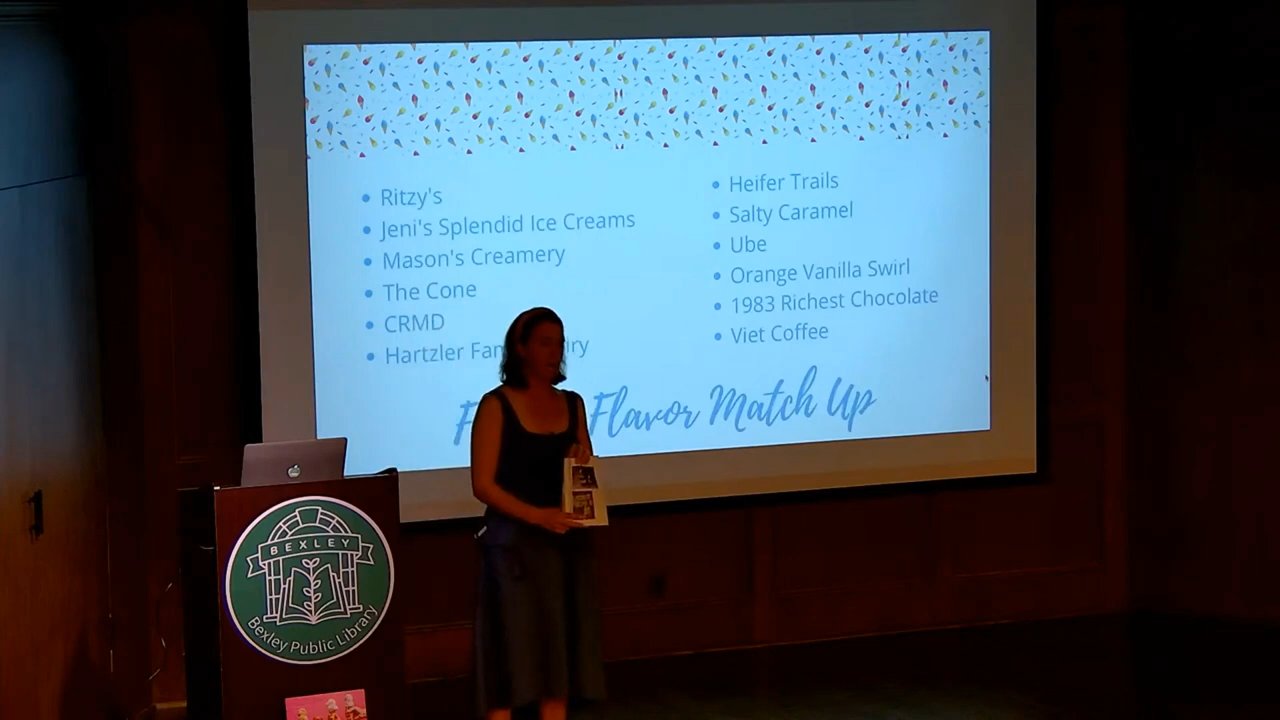 Ritzy's
Jeni's Splendid Ice Creams
Mason's Creamery
The Cone
CRMD
Hartzler
Heifer Trails
Salty Caramel
Ube
Orange Vanilla Swirl
1983 Richest Chocolate
Viet Coffee
Flavor Match Up
BEXLEY
Bexley Public Library